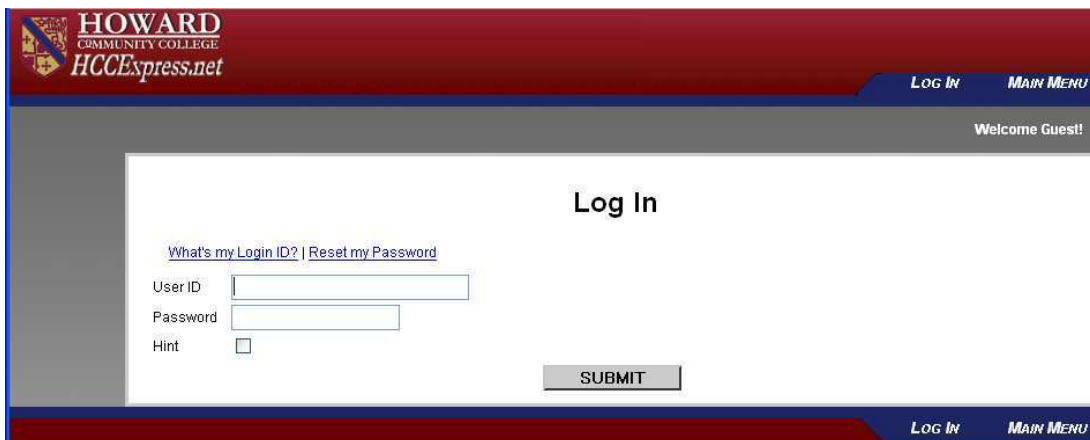 HOWARD
COMMUNITY COLLEGE
HCCExpress.net
LOG IN MAIN MENU
Welcome Guest!
Log In
What's my Login ID? | Reset my Password
User ID
Password
Hint
SUBMIT
LOG IN MAIN MENU